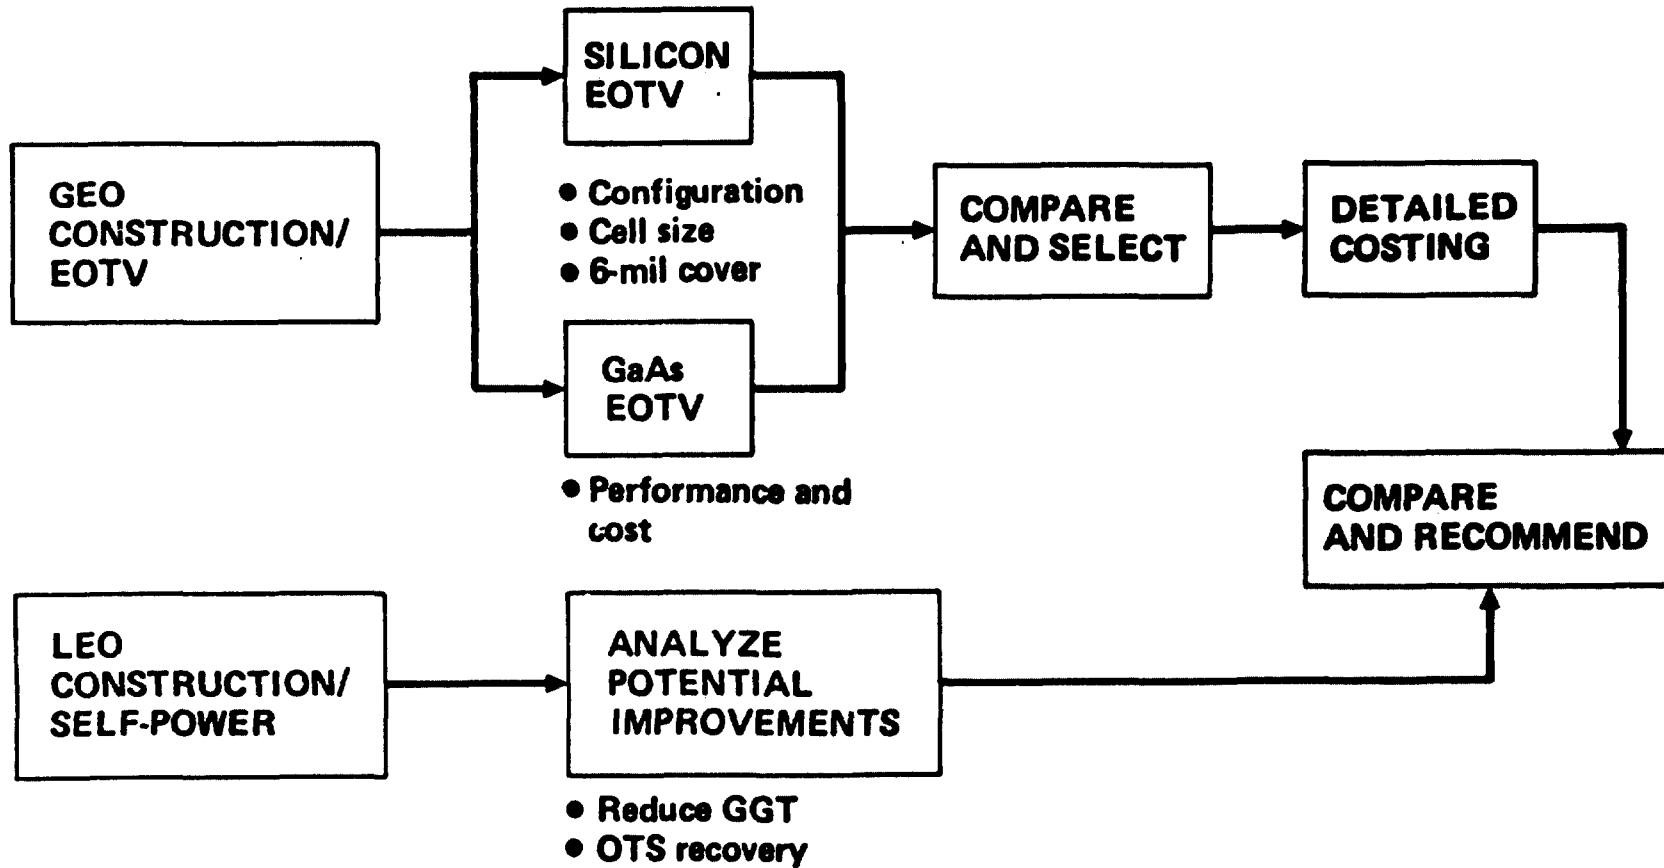 SILICON
EOTV
GEO
CONSTRUCTION/
EOTV
● Configuration
● Cell size
● 6-mil cover
COMPARE
AND SELECT
DETAILED
COSTING
GaAs
EOTV
● Performance and
cost
COMPARE
AND RECOMMEND
LEO
CONSTRUCTION/
SELF-POWER
ANALYZE
POTENTIAL
IMPROVEMENTS
● Reduce GGT
● OTS recovery